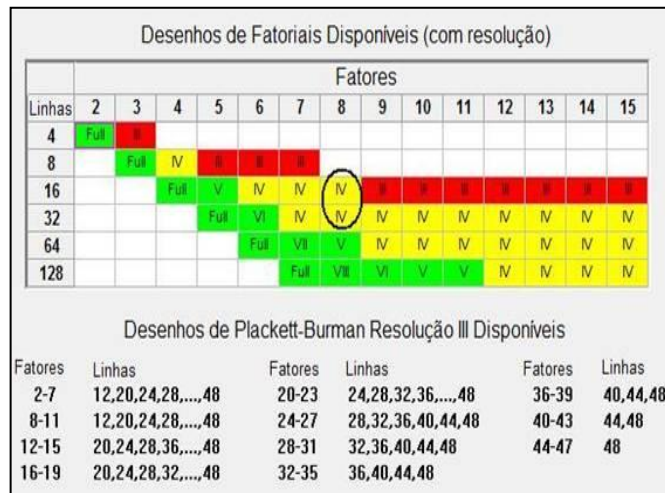 Desenhos de Fatoriais Disponíveis (com resolução)
Fatores
Linhas 2 3 4 5 6 7 8 9 10 11 12 13 14 15
4 Full III
8 Full IV III III III
16 Full V IV IV IV III III III III III III III
32 Full VI IV IV IV IV IV IV IV IV IV
64 Full VII V IV IV IV IV IV IV IV
128 Full VIII VI V V IV IV IV IV
Desenhos de Plackett-Burman Resolução III Disponíveis
Fatores Linhas Fatores Linhas Fatores Linhas
2-7 12,20,24,28,...,48 20-23 24,28,32,36,...,48 36-39 40,44,48
8-11 12,20,24,28,...,48 24-27 28,32,36,40,44,48 40-43 44,48
12-15 20,24,28,36,...,48 28-31 32,36,40,44,48 44-47 48
16-19 20,24,28,32,...,48 32-35 36,40,44,48